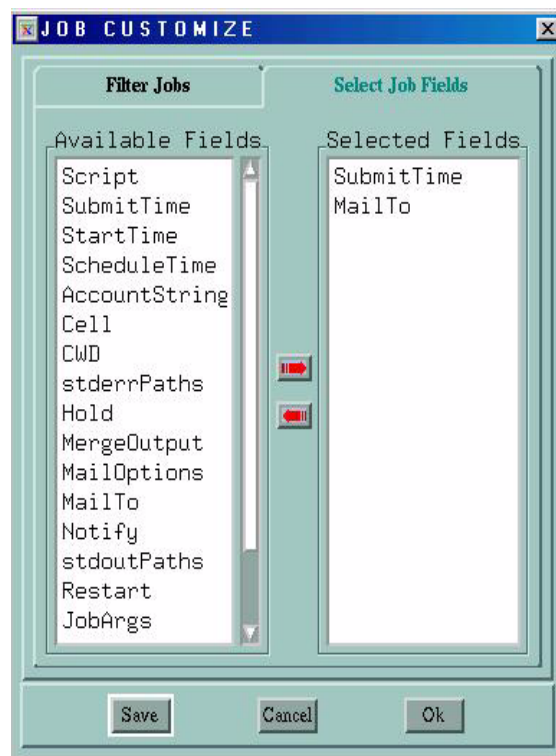 JOB CUSTOMIZE
Filter Jobs
Select Job Fields
Available Fields
Script
SubmitTime
StartTime
ScheduleTime
AccountString
Cell
CWD
stderrPaths
Hold
MergeOutput
MailOptions
MailTo
Notify
stdoutPaths
Restart
JobArgs
Selected Fields
SubmitTime
MailTo
Save
Cancel
Ok